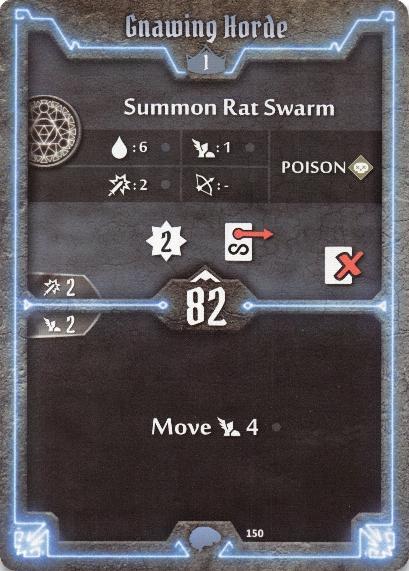 Gnawing Horde
1
Summon Rat Swarm
:6 :1
POISON
:2 :-
2
2
82
2
Move 4
150